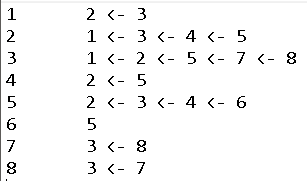 1 2 <- 3
2 1 <- 3 <- 4 <- 5
3 1 <- 2 <- 5 <- 7 <- 8
4 2 <- 5
5 2 <- 3 <- 4 <- 6
6 5
7 3 <- 8
8 3 <- 7